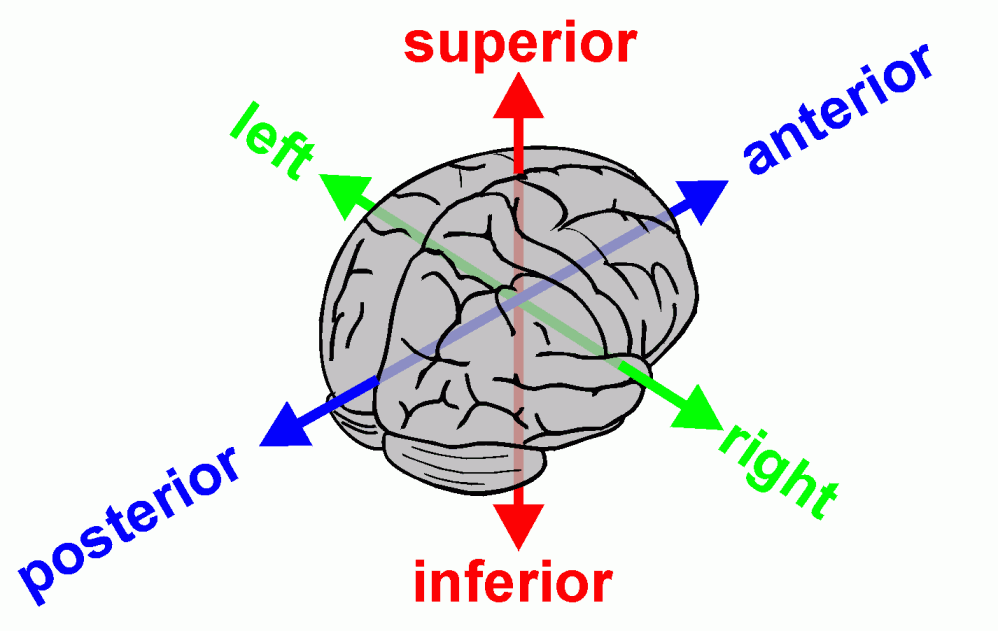 superior
anterior
left
right
posterior
inferior